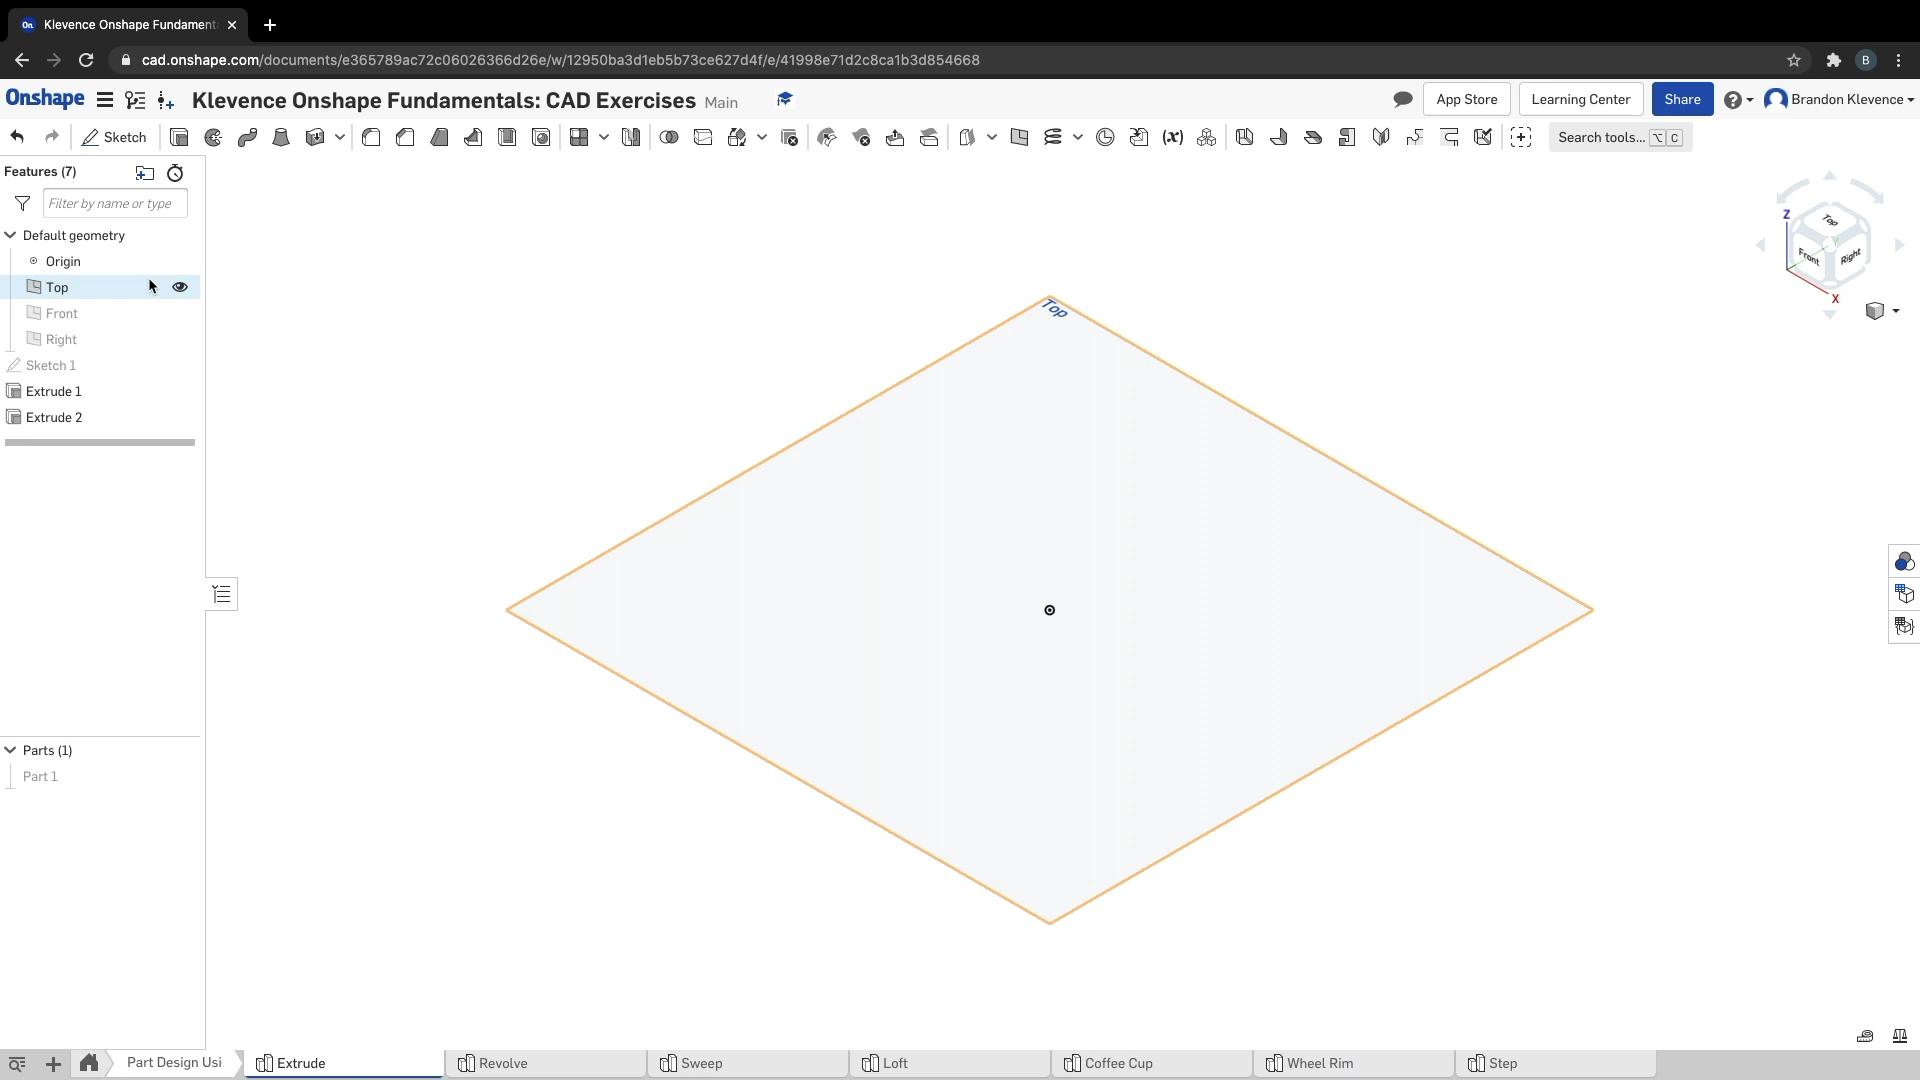 Klevence Onshape Fundament
cad.onshape.com/documents/e365789ac72c06026366d26e/w/12950ba3d1eb5b73ce627d4f/e/41998e71d2c8ca1b3d854668
B
Onshape
Klevence Onshape Fundamentals: CAD Exercises Main
App Store
Learning Center
Share
Brandon Klevence
Sketch
Search tools... ⌥ C
Features (7)
Filter by name or type
Default geometry
Origin
Top
Front
Right
Sketch 1
Extrude 1
Extrude 2
Parts (1)
Part 1
Top
Z
Top
Front
Right
X
Part Design Usi
Extrude
Revolve
Sweep
Loft
Coffee Cup
Wheel Rim
Step